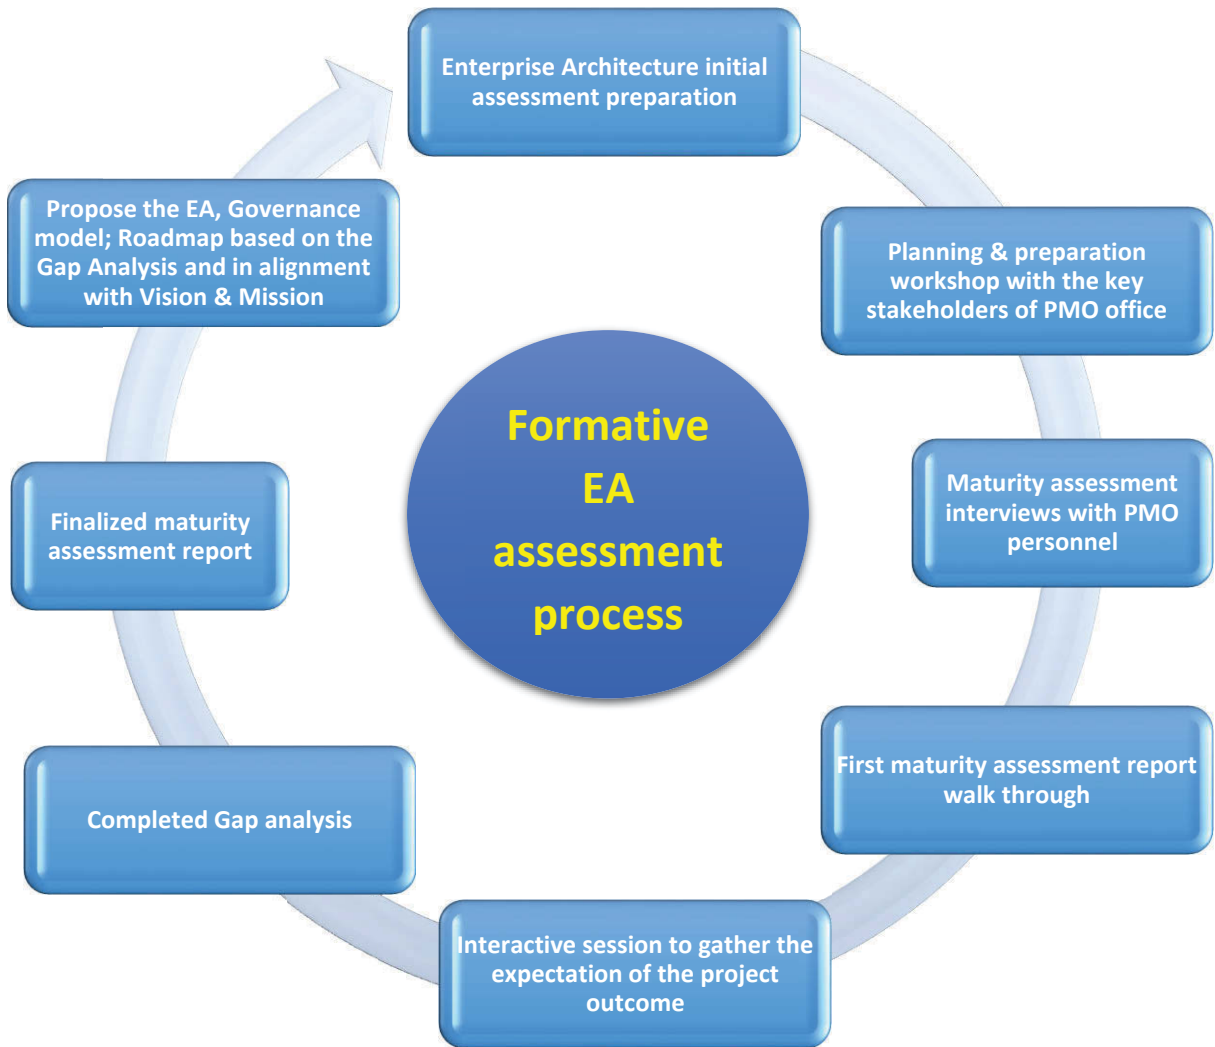 Enterprise Architecture initial
assessment preparation
Planning & preparation
workshop with the key
stakeholders of PMO office
Maturity assessment
interviews with PMO
personnel
First maturity assessment report
walk through
Interactive session to gather the
expectation of the project
outcome
Completed Gap analysis
Finalized maturity
assessment report
Propose the EA, Governance
model; Roadmap based on the
Gap Analysis and in alignment
with Vision & Mission
Formative
EA
assessment
process